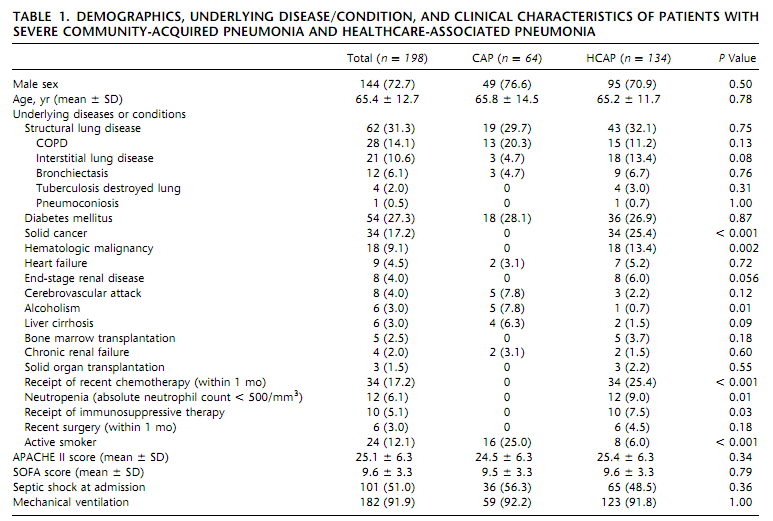 TABLE 1. DEMOGRAPHICS, UNDERLYING DISEASE/CONDITION, AND CLINICAL CHARACTERISTICS OF PATIENTS WITH
SEVERE COMMUNITY-ACQUIRED PNEUMONIA AND HEALTHCARE-ASSOCIATED PNEUMONIA
Total (n = 198) CAP (n = 64) HCAP (n = 134) P Value
Male sex 144 (72.7) 49 (76.6) 95 (70.9) 0.50
Age, yr (mean ± SD) 65.4 ± 12.7 65.8 ± 14.5 65.2 ± 11.7 0.78
Underlying diseases or conditions
Structural lung disease 62 (31.3) 19 (29.7) 43 (32.1) 0.75
COPD 28 (14.1) 13 (20.3) 15 (11.2) 0.13
Interstitial lung disease 21 (10.6) 3 (4.7) 18 (13.4) 0.08
Bronchiectasis 12 (6.1) 3 (4.7) 9 (6.7) 0.76
Tuberculosis destroyed lung 4 (2.0) 0 4 (3.0) 0.31
Pneumoconiosis 1 (0.5) 0 1 (0.7) 1.00
Diabetes mellitus 54 (27.3) 18 (28.1) 36 (26.9) 0.87
Solid cancer 34 (17.2) 0 34 (25.4) < 0.001
Hematologic malignancy 18 (9.1) 0 18 (13.4) 0.002
Heart failure 9 (4.5) 2 (3.1) 7 (5.2) 0.72
End-stage renal disease 8 (4.0) 0 8 (6.0) 0.056
Cerebrovascular attack 8 (4.0) 5 (7.8) 3 (2.2) 0.12
Alcoholism 6 (3.0) 5 (7.8) 1 (0.7) 0.01
Liver cirrhosis 6 (3.0) 4 (6.3) 2 (1.5) 0.09
Bone marrow transplantation 5 (2.5) 0 5 (3.7) 0.18
Chronic renal failure 4 (2.0) 2 (3.1) 2 (1.5) 0.60
Solid organ transplantation 3 (1.5) 0 3 (2.2) 0.55
Receipt of recent chemotherapy (within 1 mo) 34 (17.2) 0 34 (25.4) < 0.001
Neutropenia (absolute neutrophil count < 500/mm³) 12 (6.1) 0 12 (9.0) 0.01
Receipt of immunosuppressive therapy 10 (5.1) 0 10 (7.5) 0.03
Recent surgery (within 1 mo) 6 (3.0) 0 6 (4.5) 0.18
Active smoker 24 (12.1) 16 (25.0) 8 (6.0) < 0.001
APACHE II score (mean ± SD) 25.1 ± 6.3 24.5 ± 6.3 25.4 ± 6.3 0.34
SOFA score (mean ± SD) 9.6 ± 3.3 9.5 ± 3.3 9.6 ± 3.3 0.79
Septic shock at admission 101 (51.0) 36 (56.3) 65 (48.5) 0.36
Mechanical ventilation 182 (91.9) 59 (92.2) 123 (91.8) 1.00